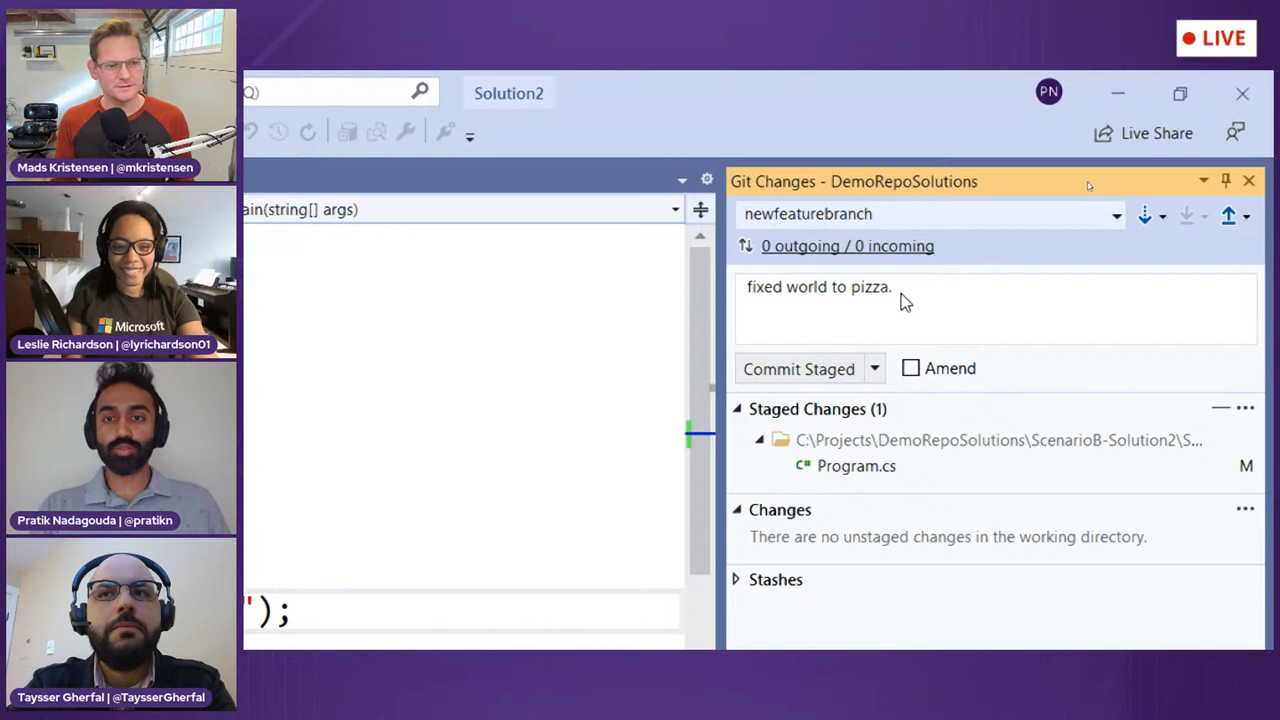 LIVE
Mads Kristensen | @mkristensen
Microsoft
Leslie Richardson | @lyrichardson01
Pratik Nadagouda | @pratikn
Taysser Gherfal | @TaysserGherfal
Q)
Solution2
PN
Live Share
ain(string[] args)
");
Git Changes - DemoRepoSolutions
newfeaturebranch
0 outgoing / 0 incoming
fixed world to pizza.
Commit Staged
Amend
Staged Changes (1)
C:\Projects\DemoRepoSolutions\ScenarioB-Solution2\S...
C# Program.cs M
Changes
There are no unstaged changes in the working directory.
Stashes